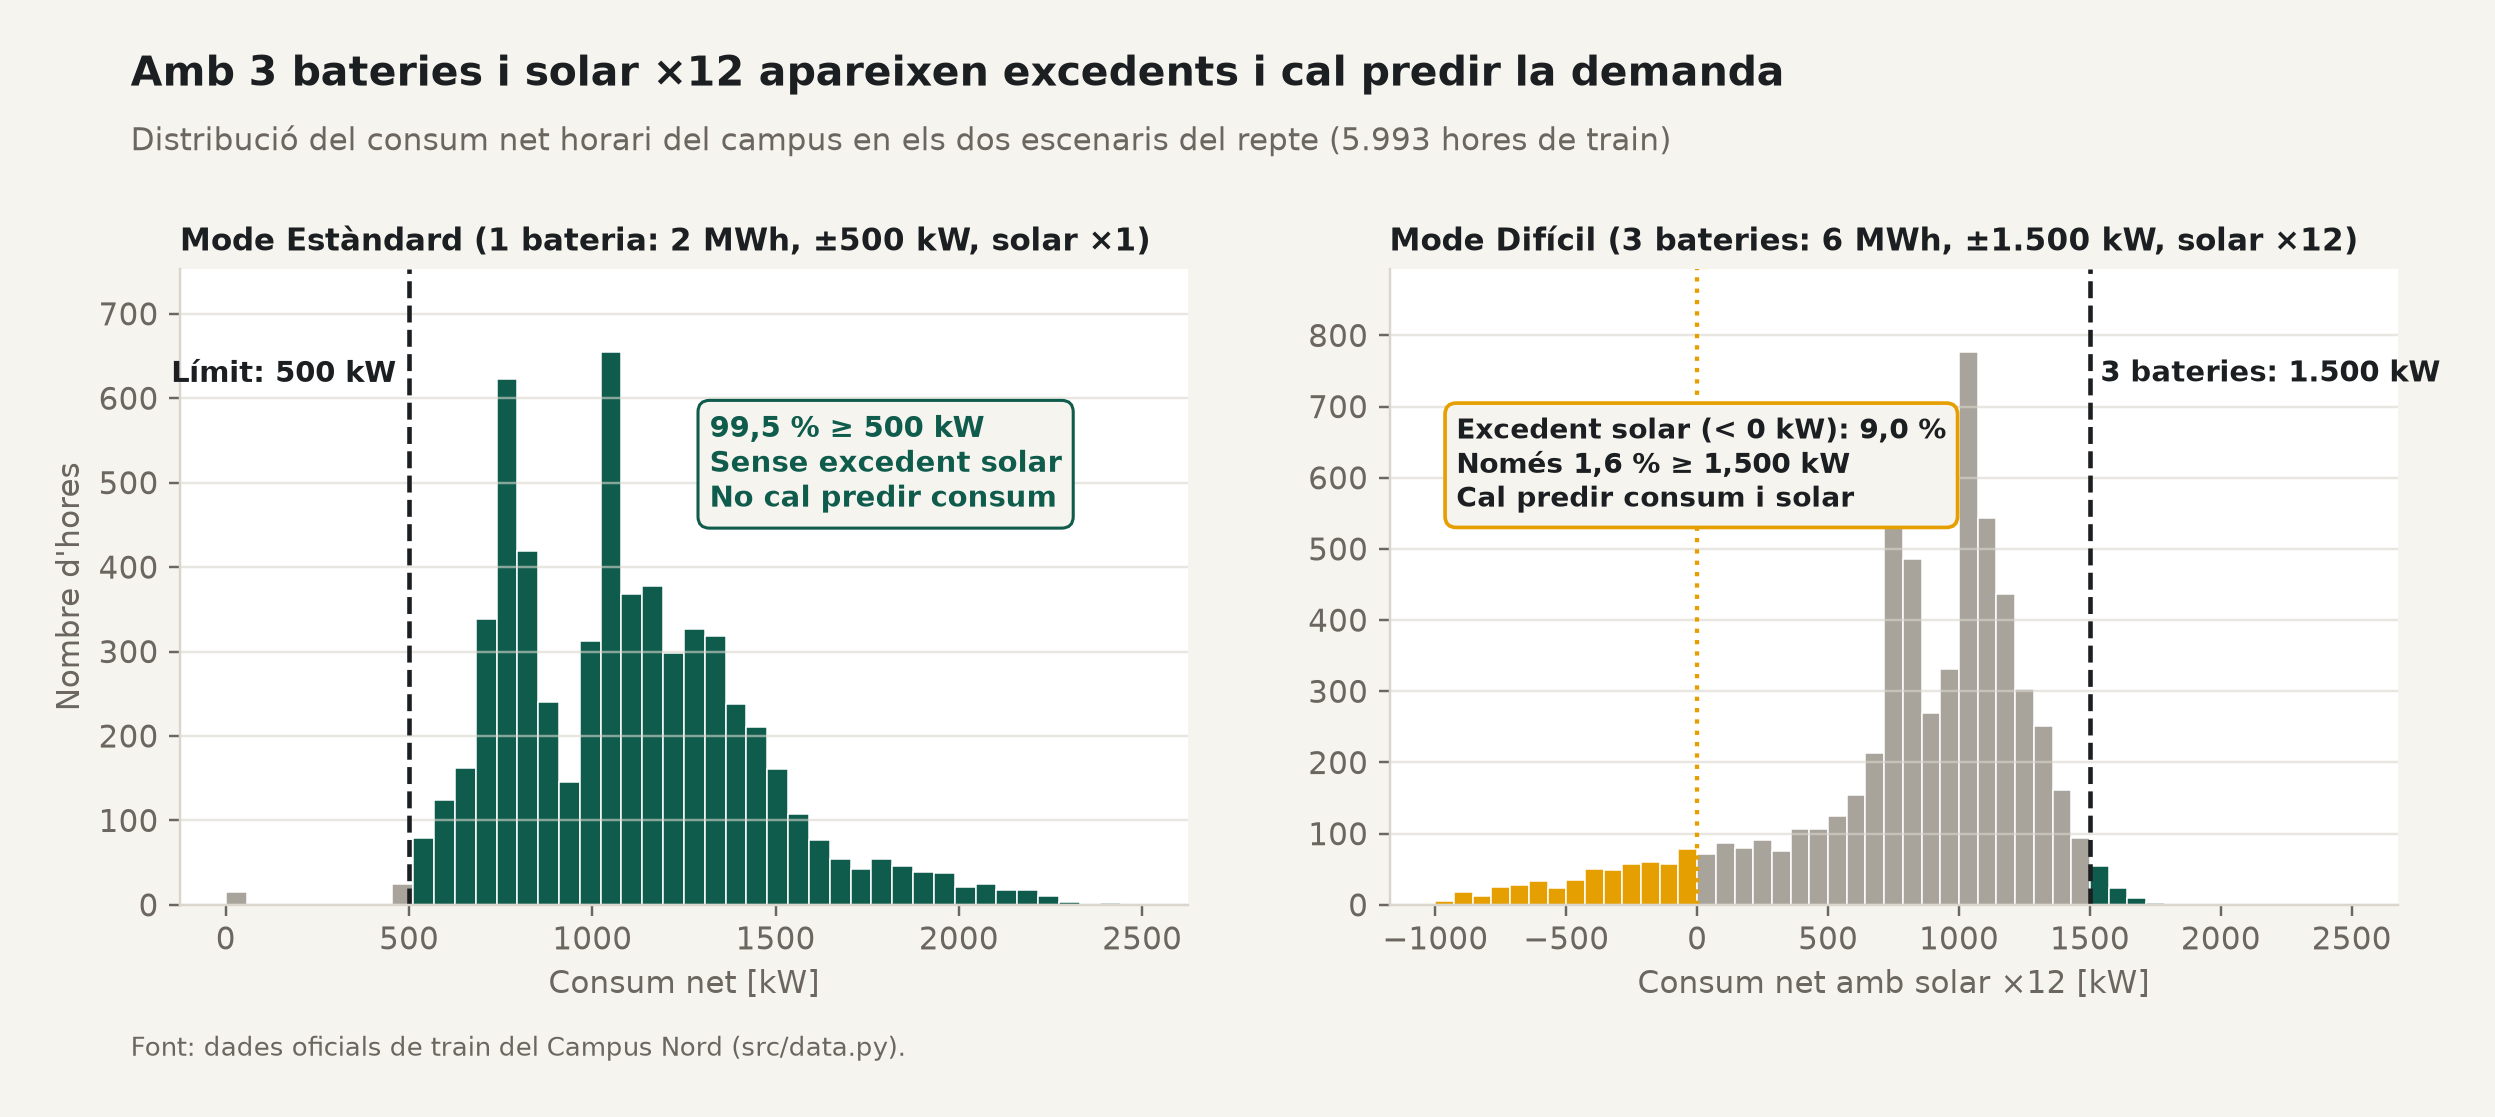 Amb 3 bateries i solar ×12 apareixen excedents i cal predir la demanda
Distribució del consum net horari del campus en els dos escenaris del repte (5.993 hores de train)
Mode Estàndard (1 bateria: 2 MWh, ±500 kW, solar ×1)
Nombre d'hores
700
600
500
400
300
200
100
0
Límit: 500 kW
99,5 % ≥ 500 kW
Sense excedent solar
No cal predir consum
0
500
1000
1500
2000
2500
Consum net [kW]
Mode Difícil (3 bateries: 6 MWh, ±1.500 kW, solar ×12)
800
700
600
500
400
300
200
100
0
3 bateries: 1.500 kW
Excedent solar (< 0 kW): 9,0 %
Només 1,6 % ≥ 1,500 kW
Cal predir consum i solar
−1000
−500
0
500
1000
1500
2000
2500
Consum net amb solar ×12 [kW]
Font: dades oficials de train del Campus Nord (src/data.py).